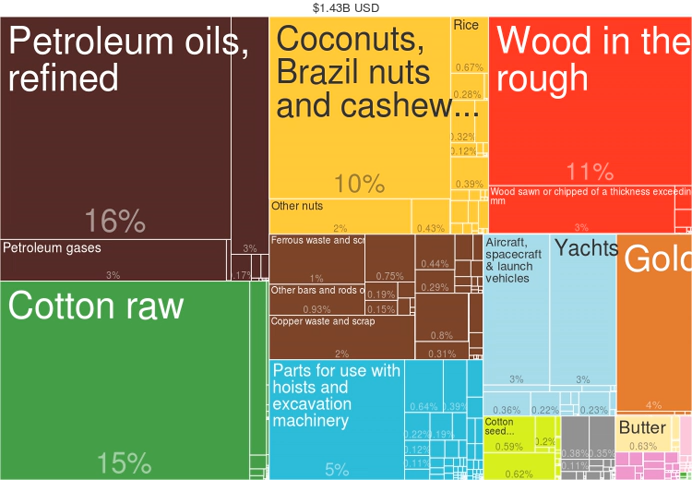 $1.43B USD
Petroleum oils,
refined
16%
3%
Petroleum gases
3%
.17%
Cotton raw
15%
Coconuts,
Brazil nuts
and cashew...
10%
Other nuts
2%
0.43%
Rice
0.67%
0.28%
0.32%
0.12%
0.39%
Wood in the
rough
11%
Wood sawn or chipped of a thickness exceedin
mm
3%
Ferrous waste and scr
1%
0.75%
0.44%
0.29%
Other bars and rods o
0.93%
0.19%
0.15%
Copper waste and scrap
2%
0.8%
0.31%
Parts for use with
hoists and
excavation
machinery
5%
0.64%
0.39%
0.22%
0.19%
0.12%
0.11%
Aircraft,
spacecraft
& launch
vehicles
3%
Yachts
3%
0.36%
0.22%
0.23%
Gold
4%
Cotton
seed...
0.59%
0.2%
0.62%
0.38%
0.35%
0.11%
Butter
0.63%